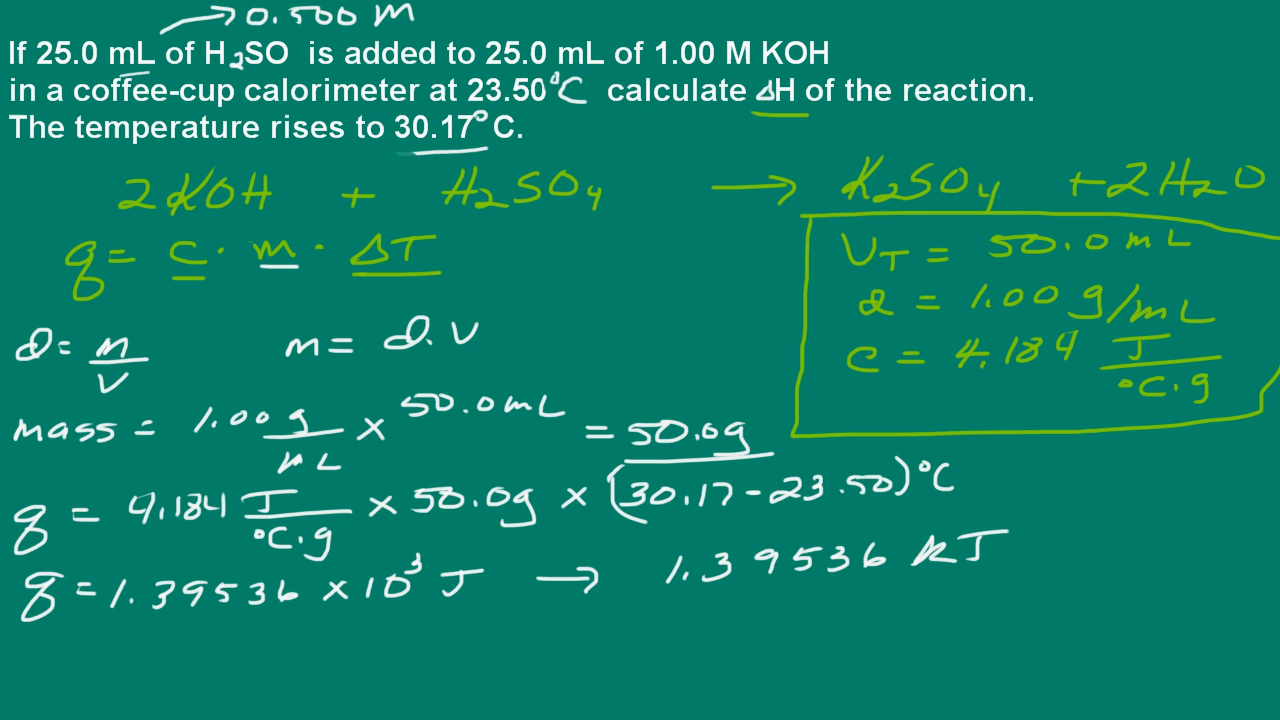 → 0.500 M
If 25.0 mL of H₂SO is added to 25.0 mL of 1.00 M KOH
in a coffee-cup calorimeter at 23.50°C calculate ΔH of the reaction.
The temperature rises to 30.17°C.
2KOH + H₂SO₄ → K₂SO₄ + 2H₂O
q = c · m · ΔT
V_T = 50.0 mL
d = 1.00 g/mL
c = 4.184 J/°C·g
d = m/V m = d·V
mass = 1.00 g/mL × 50.0 mL = 50.0g
q = 4.184 J/°C·g × 50.0g × (30.17-23.50)°C
q = 1.39536 × 10³ J → 1.39536 kJ